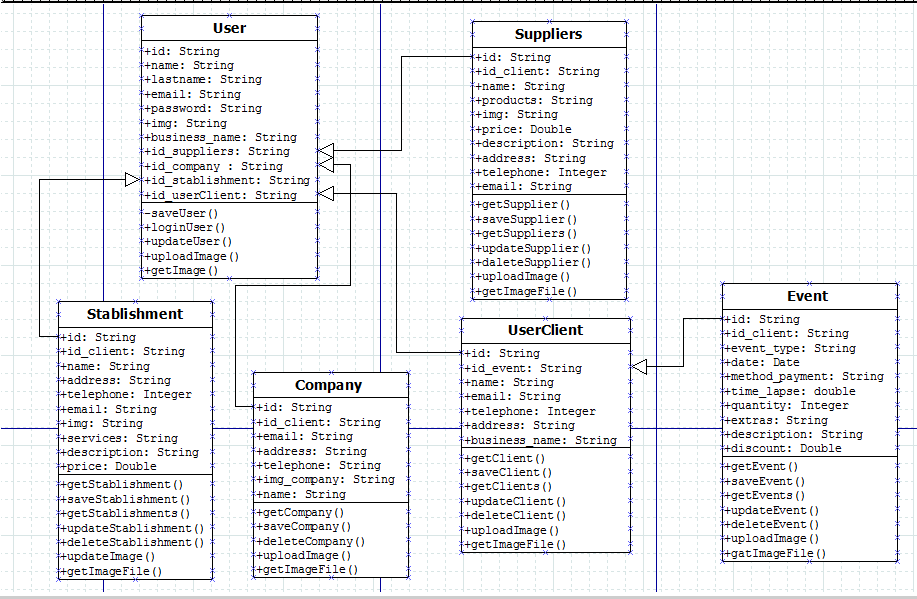 User
+id: String
+name: String
+lastname: String
+email: String
+password: String
+img: String
+business_name: String
+id_suppliers: String
+id_company : String
+id_stablishment: String
+id_userClient: String
-saveUser()
+loginUser()
+updateUser()
+uploadImage()
+getImage()
Suppliers
+id: String
+id_client: String
+name: String
+products: String
+img: String
+price: Double
+description: String
+address: String
+telephone: Integer
+email: String
+getSupplier()
+saveSupplier()
+getSuppliers()
+updateSupplier()
+daleteSupplier()
+uploadImage()
+getImageFile()
Stablishment
+id: String
+id_client: String
+name: String
+address: String
+telephone: Integer
+email: String
+img: String
+services: String
+description: String
+price: Double
+getStablishment()
+saveStablishment()
+getStablishments()
+updateStablishment()
+deleteStablishment()
+updateImage()
+getImageFile()
Company
+id: String
+id_client: String
+email: String
+address: String
+telephone: String
+img_company: String
+name: String
+getCompany()
+saveCompany()
+deleteCompany()
+uploadImage()
+getImageFile()
UserClient
+id: String
+id_event: String
+name: String
+email: String
+telephone: Integer
+address: String
+business_name: String
+getClient()
+saveClient()
+getClients()
+updateClient()
+deleteClient()
+uploadImage()
+getImageFile()
Event
+id: String
+id_client: String
+event_type: String
+date: Date
+method_payment: String
+time_lapse: double
+quantity: Integer
+extras: String
+description: String
+discount: Double
+getEvent()
+saveEvent()
+getEvents()
+updateEvent()
+deleteEvent()
+uploadImage()
+gatImageFile()